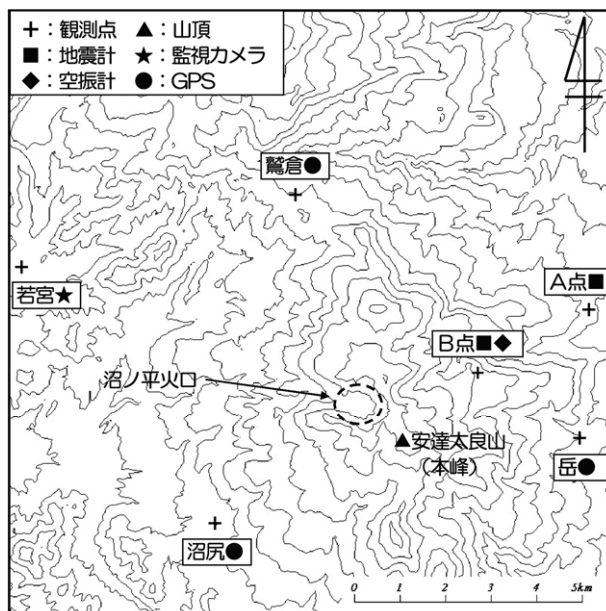 +：観測点 ▲：山頂
■：地震計 ★：監視カメラ
◆：空振計 ●：GPS
鷲倉●
若宮★
A点■
B点■◆
沼ノ平火口
▲安達太良山
（本峰）
岳●
沼尻●
0 1 2 3 4 5km